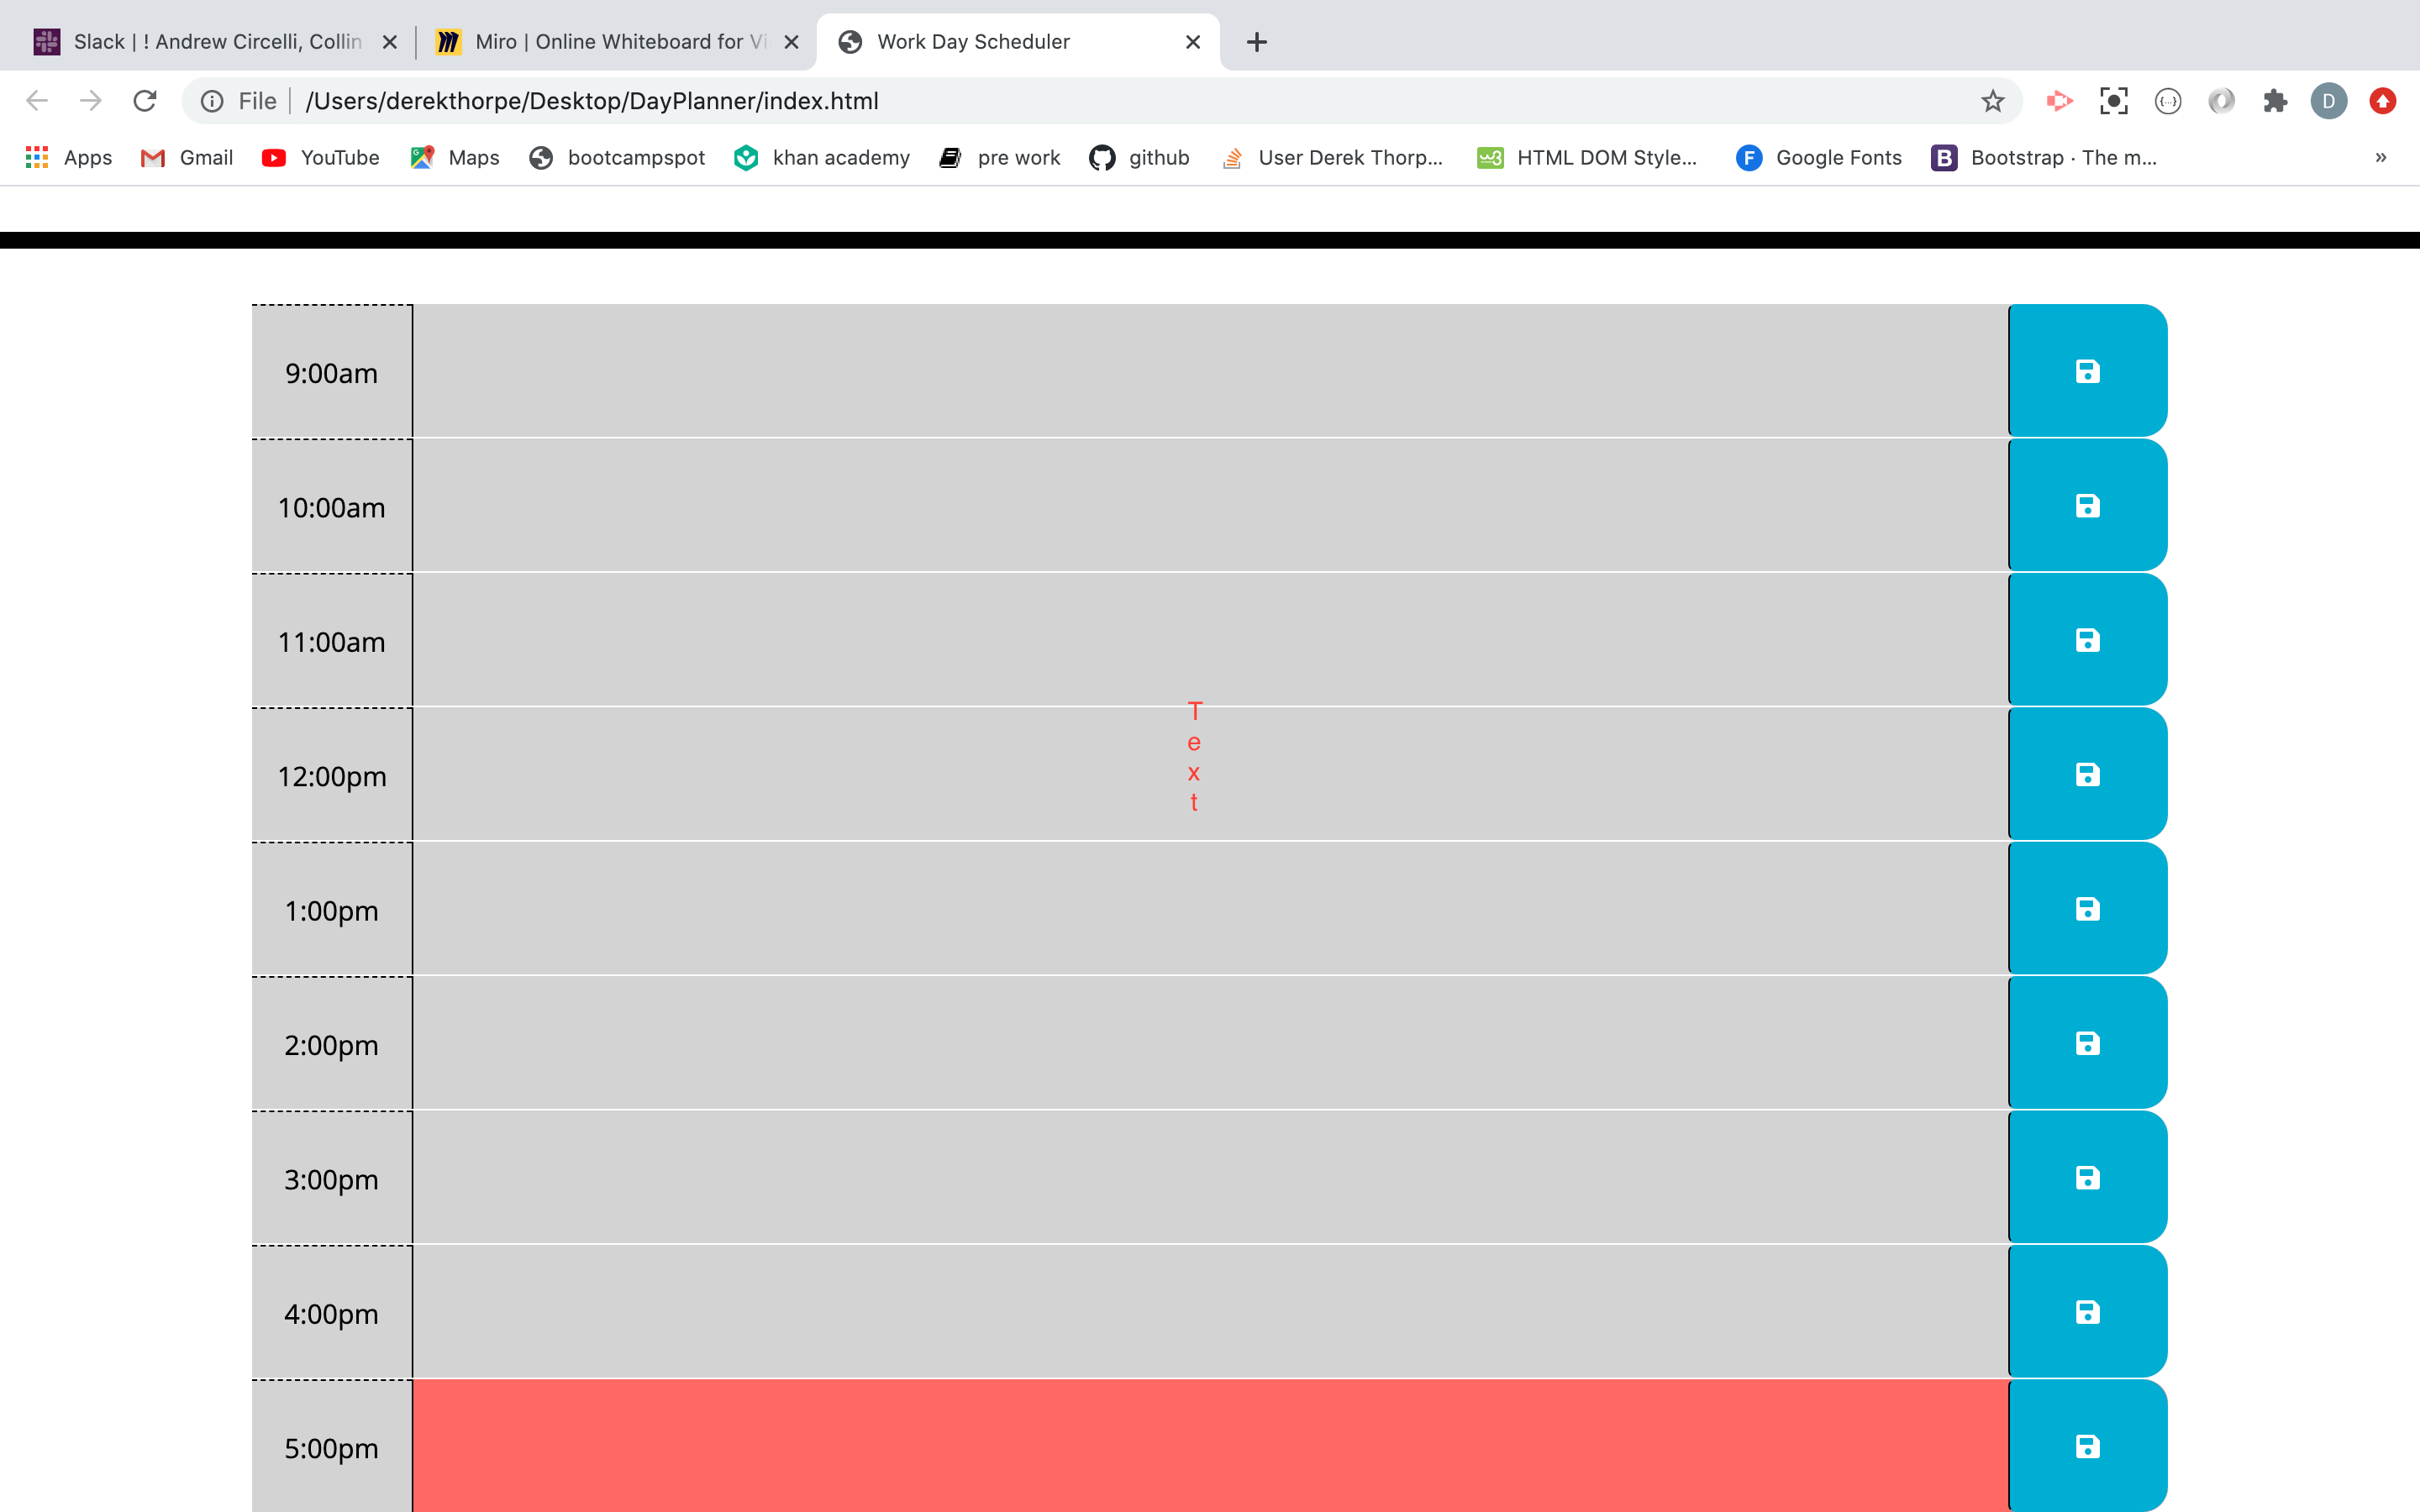 Slack | ! Andrew Circelli, Collin
Miro | Online Whiteboard for Vi
Work Day Scheduler
File | /Users/derekthorpe/Desktop/DayPlanner/index.html
D
Apps
Gmail
YouTube
Maps
bootcampspot
khan academy
pre work
github
User Derek Thorp...
HTML DOM Style...
Google Fonts
Bootstrap · The m...
»
9:00am
10:00am
11:00am
12:00pm
T
e
x
t
1:00pm
2:00pm
3:00pm
4:00pm
5:00pm